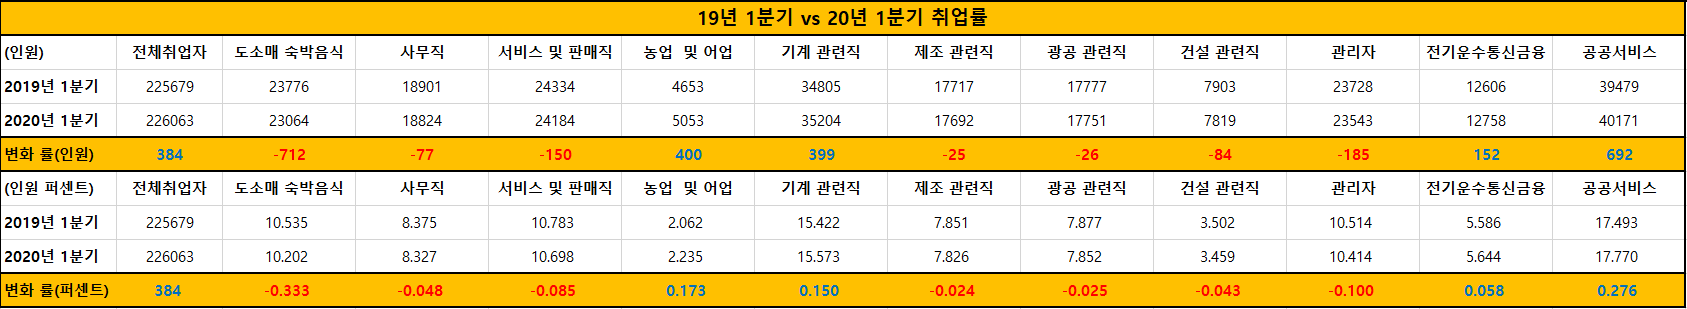 19년 1분기 vs 20년 1분기 취업률
(인원) 전체취업자 도소매 숙박음식 사무직 서비스 및 판매직 농업 및 어업 기계 관련직 제조 관련직 광공 관련직 건설 관련직 관리자 전기운수통신금융 공공서비스
2019년 1분기 225679 23776 18901 24334 4653 34805 17717 17777 7903 23728 12606 39479
2020년 1분기 226063 23064 18824 24184 5053 35204 17692 17751 7819 23543 12758 40171
변화 률(인원) 384 -712 -77 -150 400 399 -25 -26 -84 -185 152 692
(인원 퍼센트) 전체취업자 도소매 숙박음식 사무직 서비스 및 판매직 농업 및 어업 기계 관련직 제조 관련직 광공 관련직 건설 관련직 관리자 전기운수통신금융 공공서비스
2019년 1분기 225679 10.535 8.375 10.783 2.062 15.422 7.851 7.877 3.502 10.514 5.586 17.493
2020년 1분기 226063 10.202 8.327 10.698 2.235 15.573 7.826 7.852 3.459 10.414 5.644 17.770
변화 률(퍼센트) 384 -0.333 -0.048 -0.085 0.173 0.150 -0.024 -0.025 -0.043 -0.100 0.058 0.276